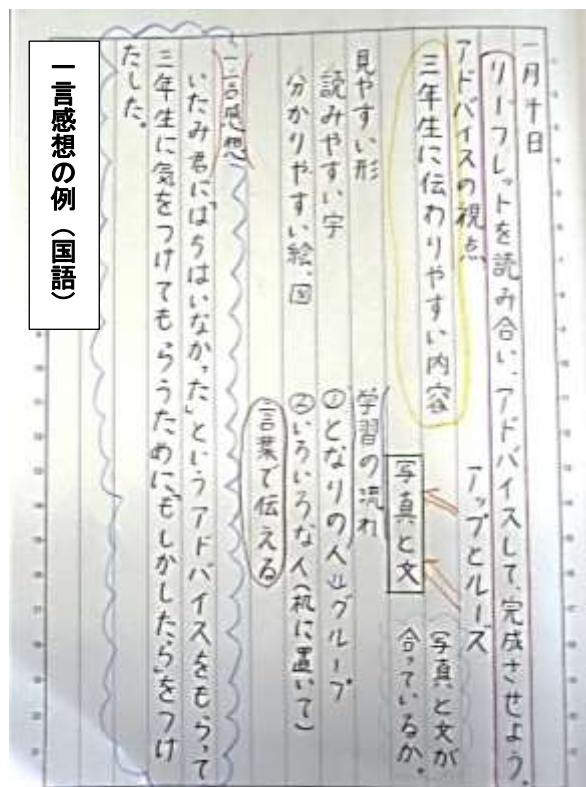 一言感想の例（国語）
一月十日
リーフレットを読み合い、アドバイスして、完成させよう。
アドバイスの視点
アップとルーズ
三年生に伝わりやすい内容
写真と文が
合っているか。
写真と文
見やすい形
読みやすい字
分かりやすい絵、図
学習の流れ
①となりの人⇔グループ
②いろいろな人(机に置いて)
言葉で伝える
一言感想
いたみ君に「ばちはいなかった」というアドバイスをもらって
三年生に気をつけてもらうために、「もしかしたら」をつけ
たした。